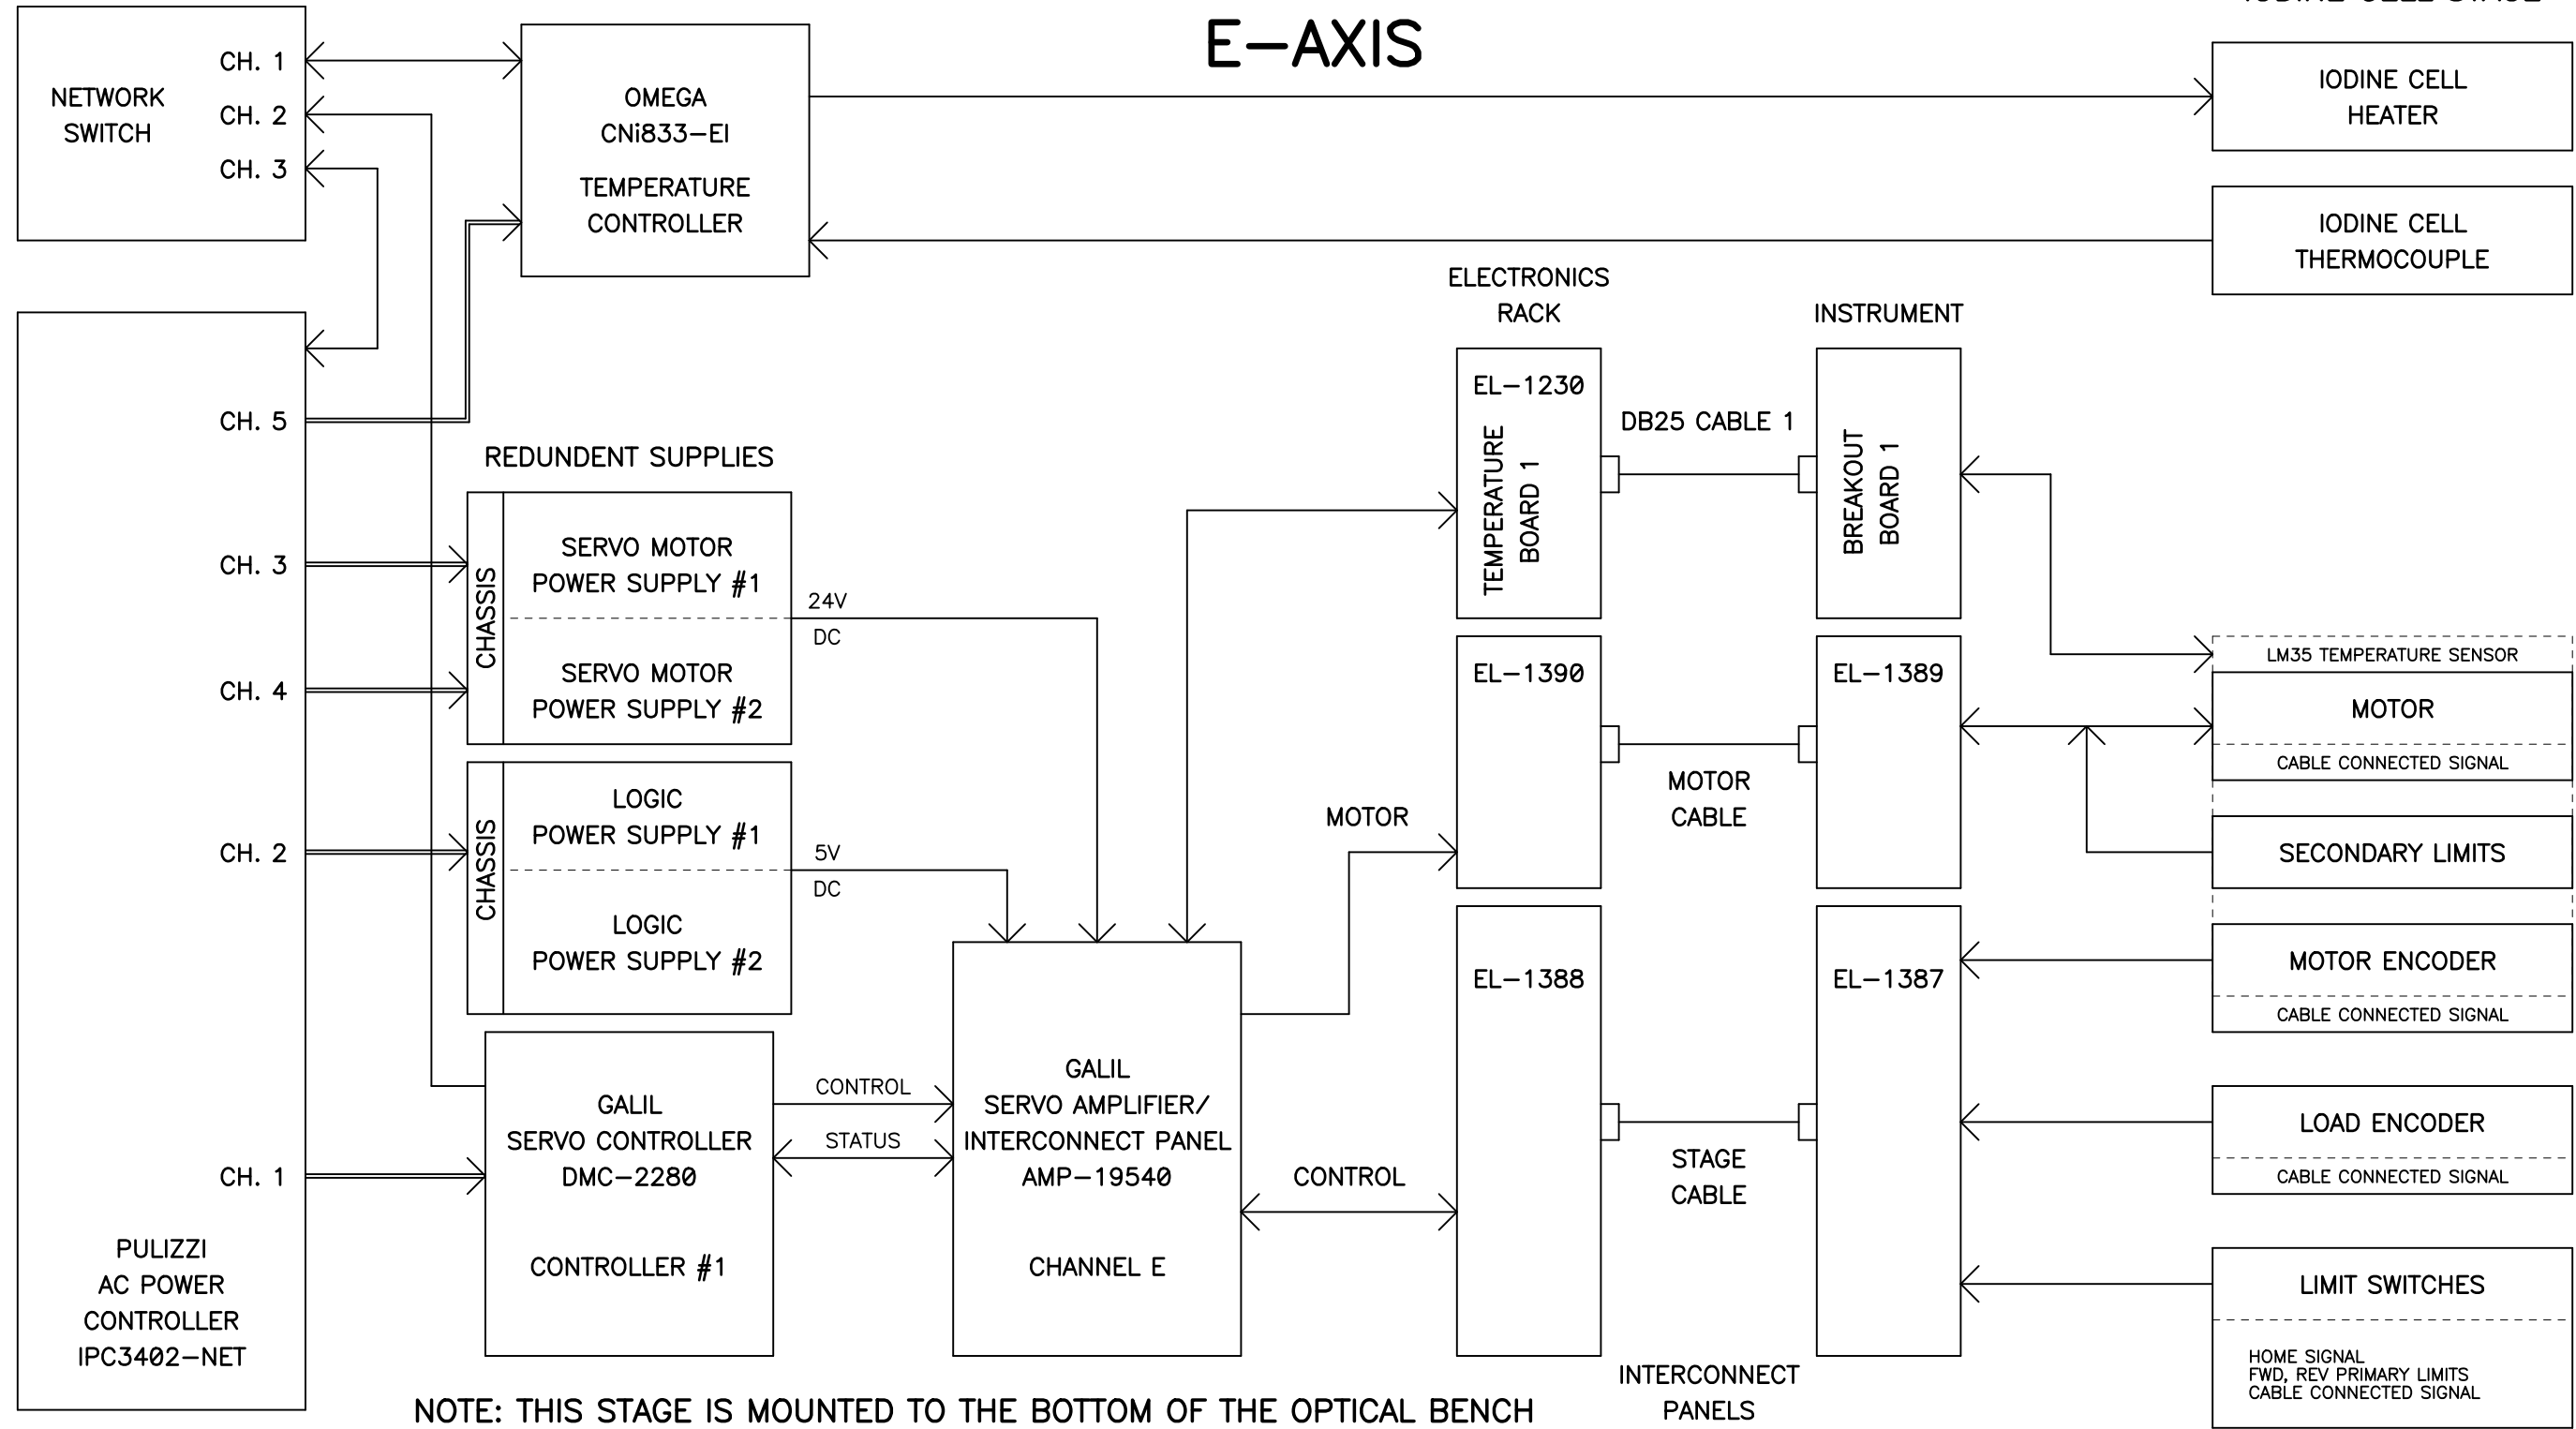 E-AXIS
IODINE CELL STAGE
NETWORK
SWITCH
CH. 1
CH. 2
CH. 3
OMEGA
CNi833-EI
TEMPERATURE
CONTROLLER
IODINE CELL
HEATER
IODINE CELL
THERMOCOUPLE
ELECTRONICS
RACK
INSTRUMENT
CH. 5
CH. 3
CH. 4
CH. 2
CH. 1
PULIZZI
AC POWER
CONTROLLER
IPC3402-NET
REDUNDENT SUPPLIES
CHASSIS
SERVO MOTOR
POWER SUPPLY #1
SERVO MOTOR
POWER SUPPLY #2
24V
DC
CHASSIS
LOGIC
POWER SUPPLY #1
LOGIC
POWER SUPPLY #2
5V
DC
GALIL
SERVO CONTROLLER
DMC-2280
CONTROLLER #1
CONTROL
STATUS
GALIL
SERVO AMPLIFIER/
INTERCONNECT PANEL
AMP-19540
CHANNEL E
MOTOR
CONTROL
EL-1230
TEMPERATURE
BOARD 1
DB25 CABLE 1
BREAKOUT
BOARD 1
EL-1390
MOTOR
CABLE
EL-1389
EL-1388
STAGE
CABLE
EL-1387
INTERCONNECT
PANELS
LM35 TEMPERATURE SENSOR
MOTOR
CABLE CONNECTED SIGNAL
SECONDARY LIMITS
MOTOR ENCODER
CABLE CONNECTED SIGNAL
LOAD ENCODER
CABLE CONNECTED SIGNAL
LIMIT SWITCHES
HOME SIGNAL
FWD, REV PRIMARY LIMITS
CABLE CONNECTED SIGNAL
NOTE: THIS STAGE IS MOUNTED TO THE BOTTOM OF THE OPTICAL BENCH